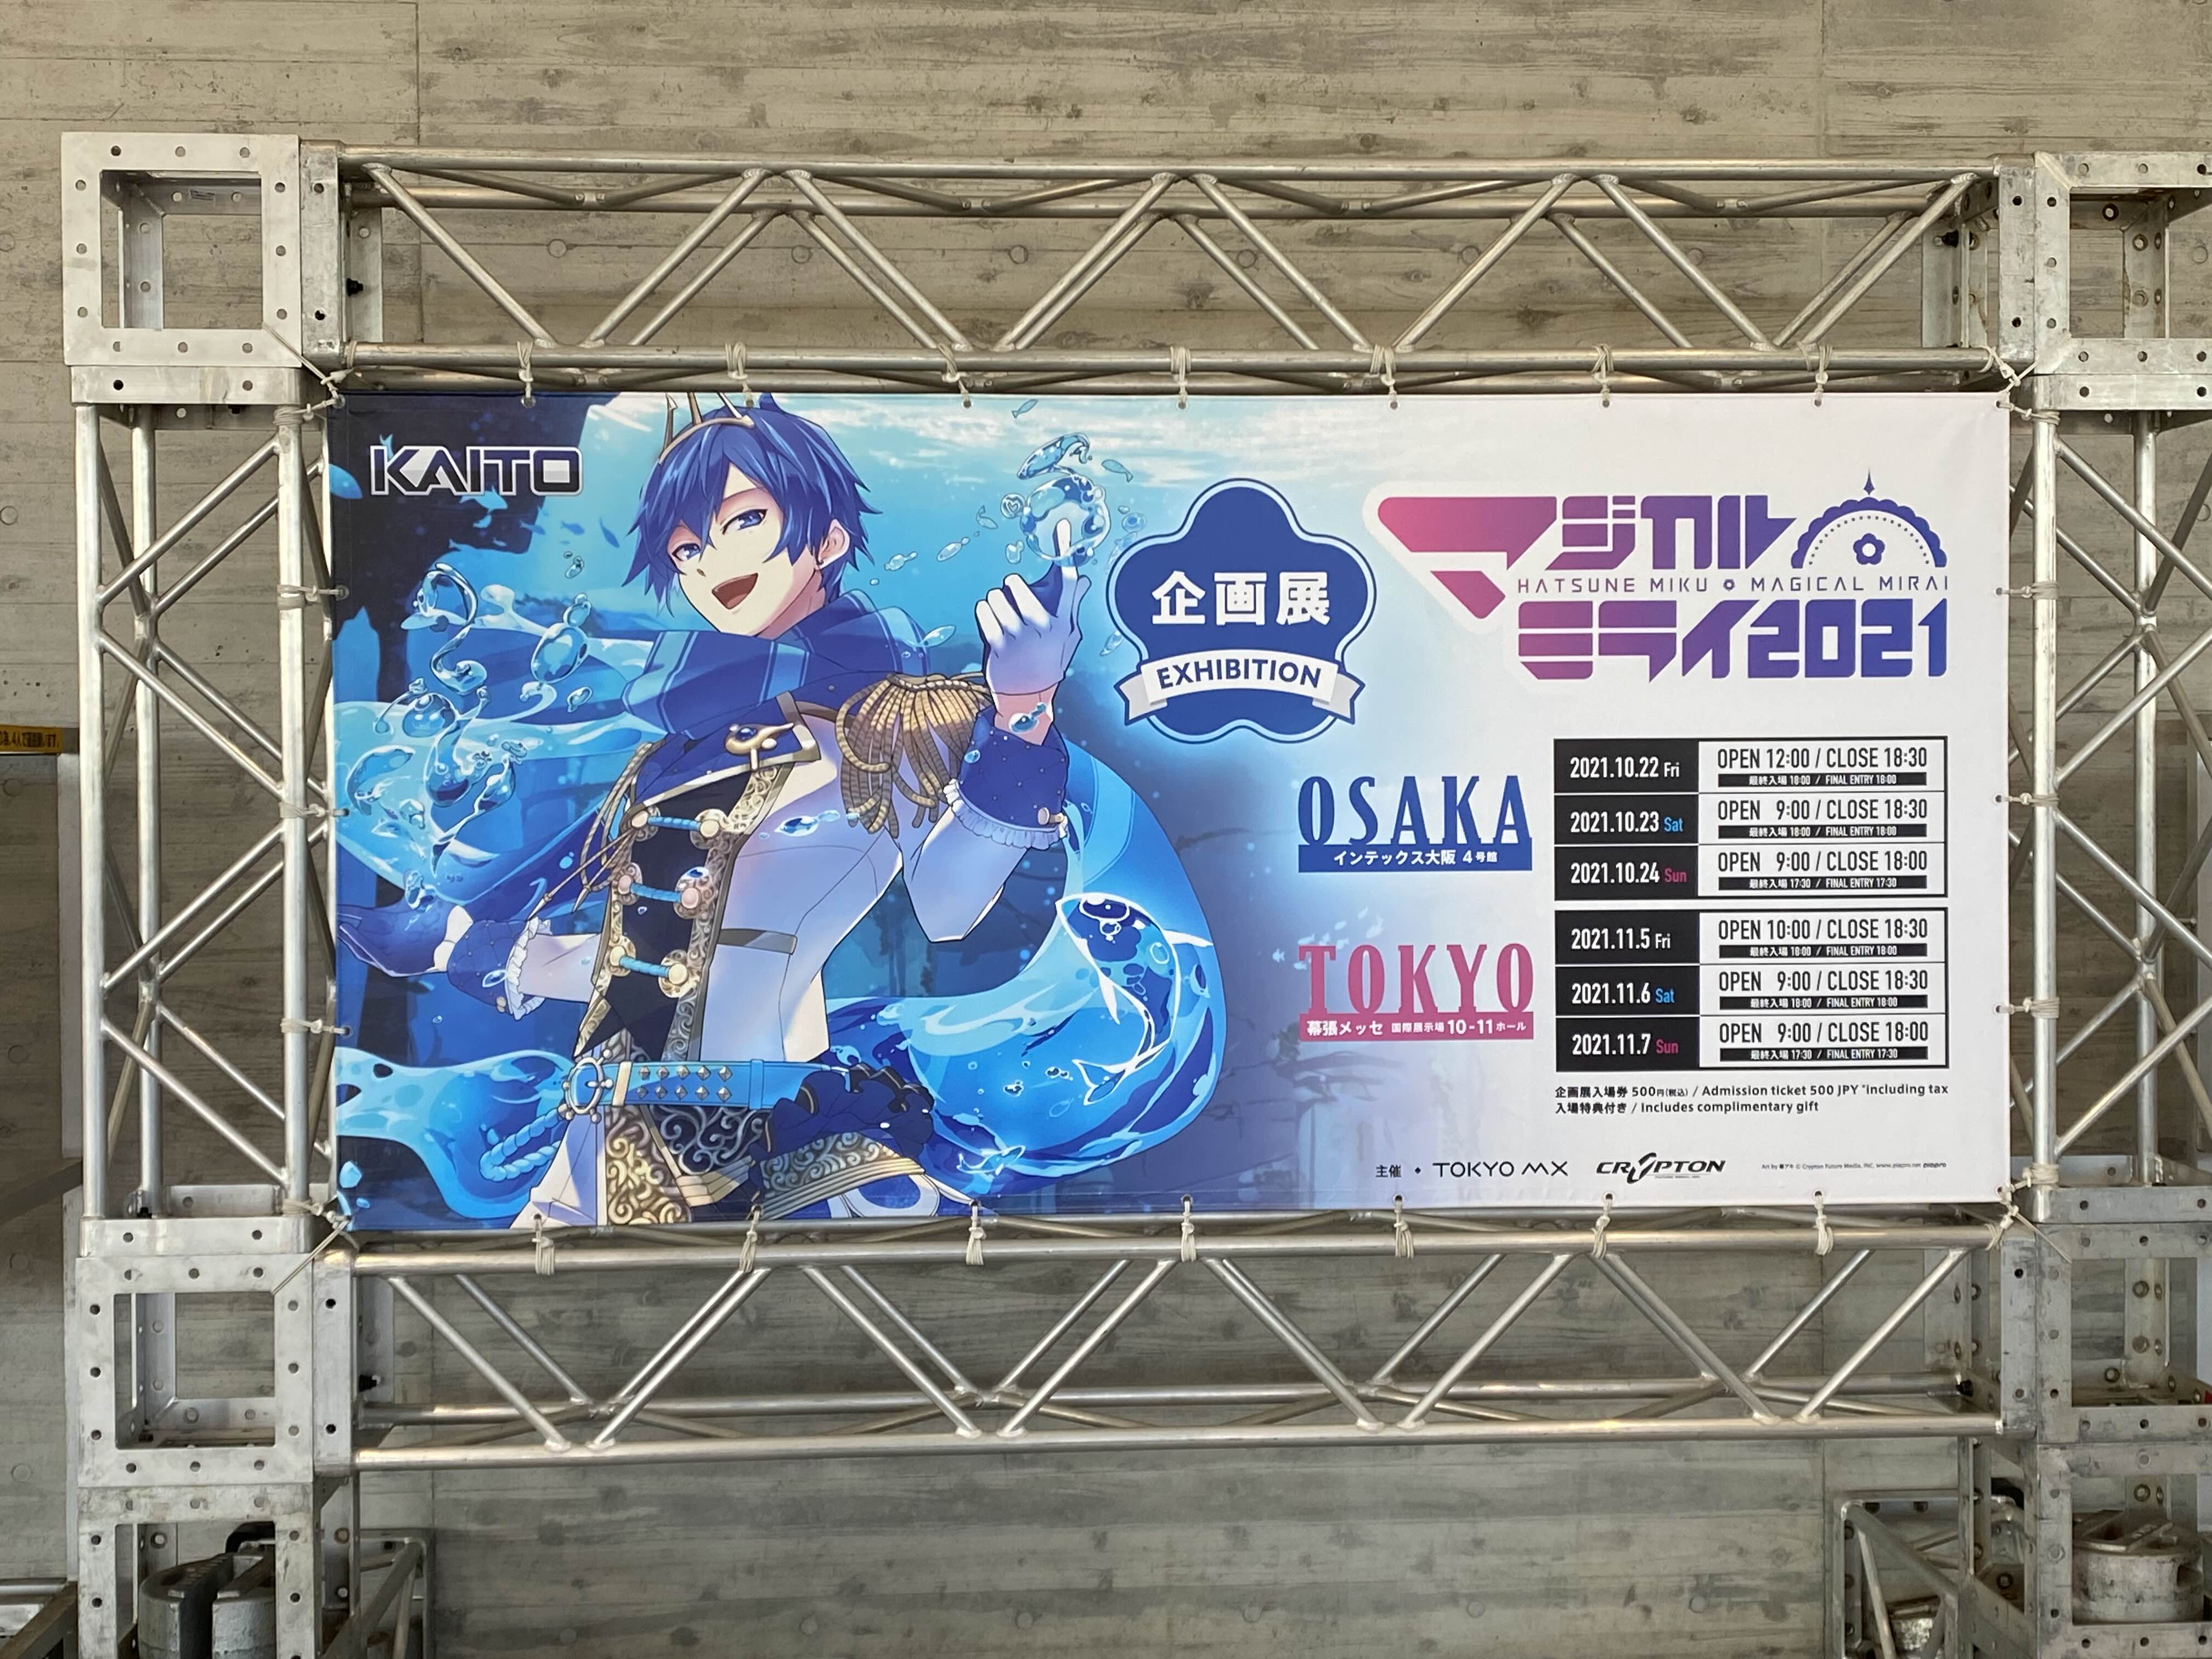 KAITO
企画展
EXHIBITION
マジカル
HATSUNE MIKU MAGICAL MIRAI
ミライ2021
OSAKA
インテックス大阪 4号館
2021.10.22 Fri OPEN 12:00 / CLOSE 18:30
最終入場 18:00 / FINAL ENTRY 18:00
2021.10.23 Sat OPEN 9:00 / CLOSE 18:30
最終入場 18:00 / FINAL ENTRY 18:00
2021.10.24 Sun OPEN 9:00 / CLOSE 18:00
最終入場 17:30 / FINAL ENTRY 17:30
TOKYO
幕張メッセ 国際展示場 10-11ホール
2021.11.5 Fri OPEN 10:00 / CLOSE 18:30
最終入場 18:00 / FINAL ENTRY 18:00
2021.11.6 Sat OPEN 9:00 / CLOSE 18:30
最終入場 18:00 / FINAL ENTRY 18:00
2021.11.7 Sun OPEN 9:00 / CLOSE 18:00
最終入場 17:30 / FINAL ENTRY 17:30
企画展入場券 500円(税込) / Admission ticket 500 JPY *including tax
入場特典付き / Includes complimentary gift
主催 ・ TOKYO MX CRYPTON
Art by © Crypton Future Media, INC. www.piapro.net piapro